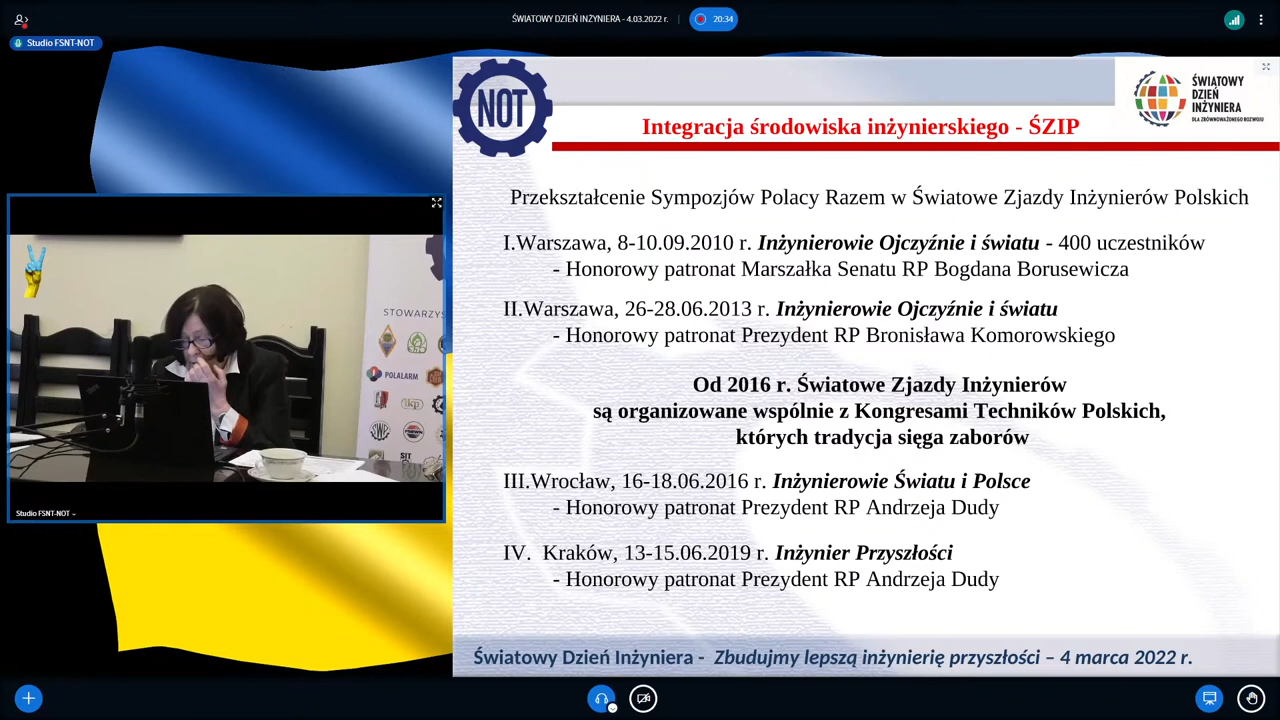 ŚWIATOWY DZIEŃ INŻYNIERA - 4.03.2022 r.
20:34
Studio FSNT-NOT
NOT
ŚWIATOWY
DZIEŃ
INŻYNIERA
DLA ZRÓWNOWAŻONEGO ROZWOJU
Integracja środowiska inżynierskiego - ŚZIP
Przekształcenie Sympozjów Polacy Razem w Światowe Zjazdy Inżynierów Polskich
I.Warszawa, 8-10.09.2010 r. Inżynierowie Ojczyźnie i światu - 400 uczestników
- Honorowy patronat Marszałka Senatu RP Bogdana Borusewicza
II.Warszawa, r. Inżynierowie Ojczyźnie i światu
- Honorowy patronat Prezydent RP Bronisława Komorowskiego
Od 2016 r. Światowe Zjazdy Inżynierów
są organizowane wspólnie z Kongresami Techników Polskich,
których tradycja sięga zaborów
III.Wrocław, 16-18.06.2016 r. Inżynierowie Światu i Polsce
- Honorowy patronat Prezydent RP Andrzeja Dudy
IV. Kraków, 13-15.06.2019 r. Inżynier Przyszłości
- Honorowy patronat Prezydent RP Andrzeja Dudy
Światowy Dzień Inżyniera - Zbudujmy lepszą inżynierię przyszłości – 4 marca 2022 r.
POLALARM
Studio FSNT-NOT